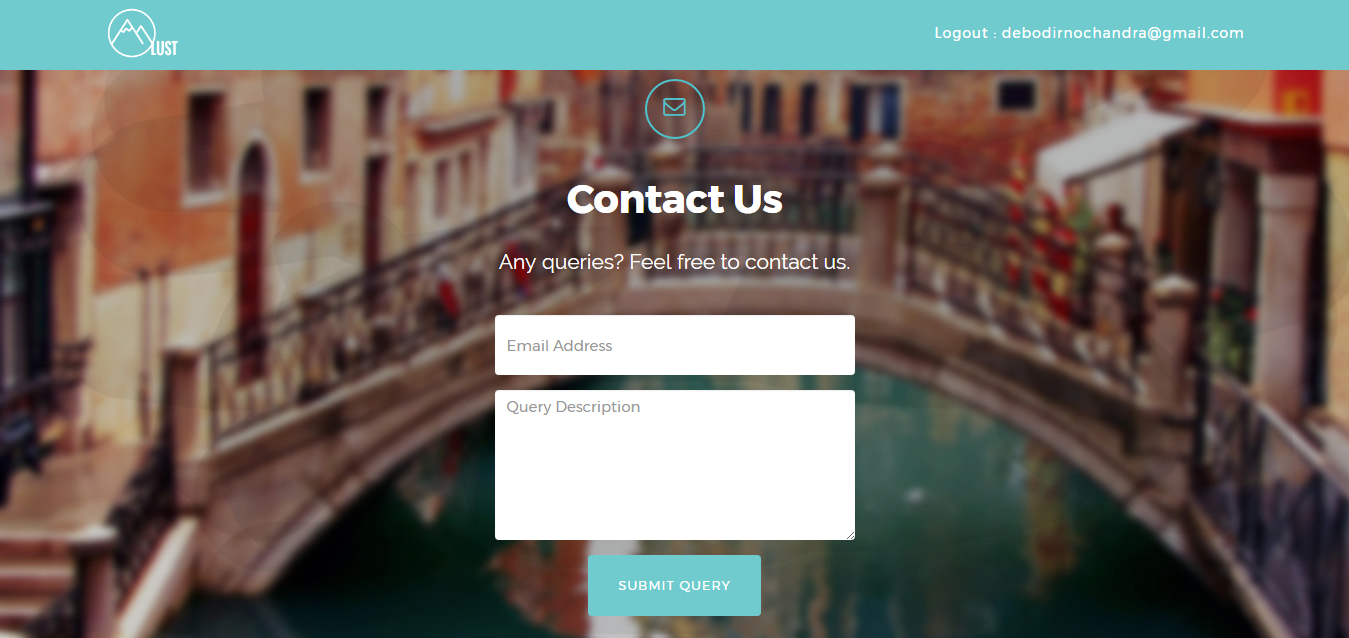 LUST
Logout : debodirnochandra@gmail.com
Contact Us
Any queries? Feel free to contact us.
Email Address
Query Description
SUBMIT QUERY